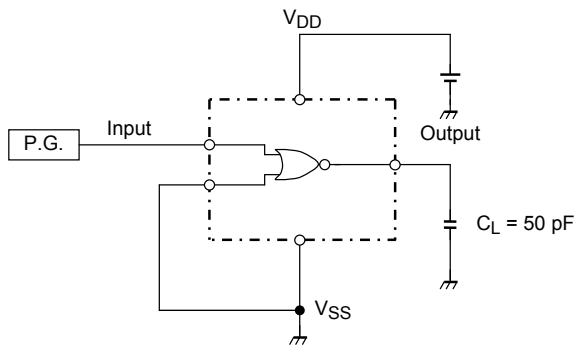 VDD
P.G.
Input
Output
CL = 50 pF
VSS